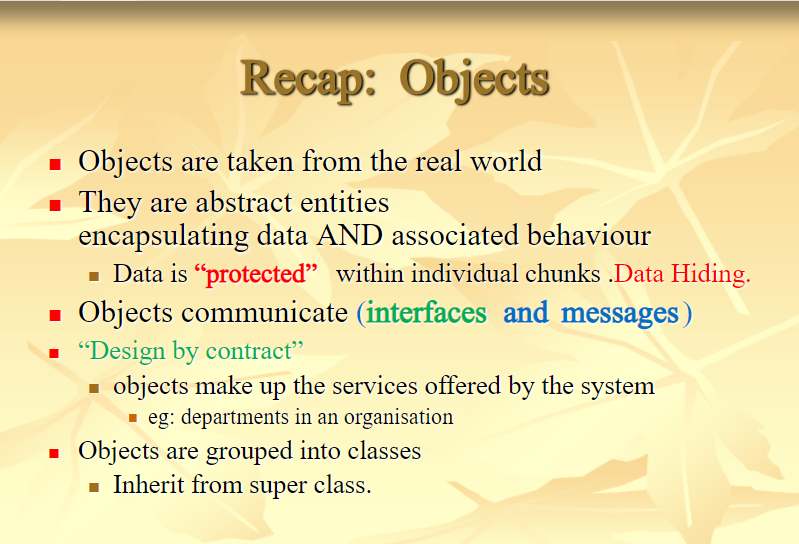 Recap: Objects
Objects are taken from the real world
They are abstract entities
encapsulating data AND associated behaviour
Data is “protected” within individual chunks .Data Hiding.
Objects communicate (interfaces and messages)
“Design by contract”
objects make up the services offered by the system
eg: departments in an organisation
Objects are grouped into classes
Inherit from super class.